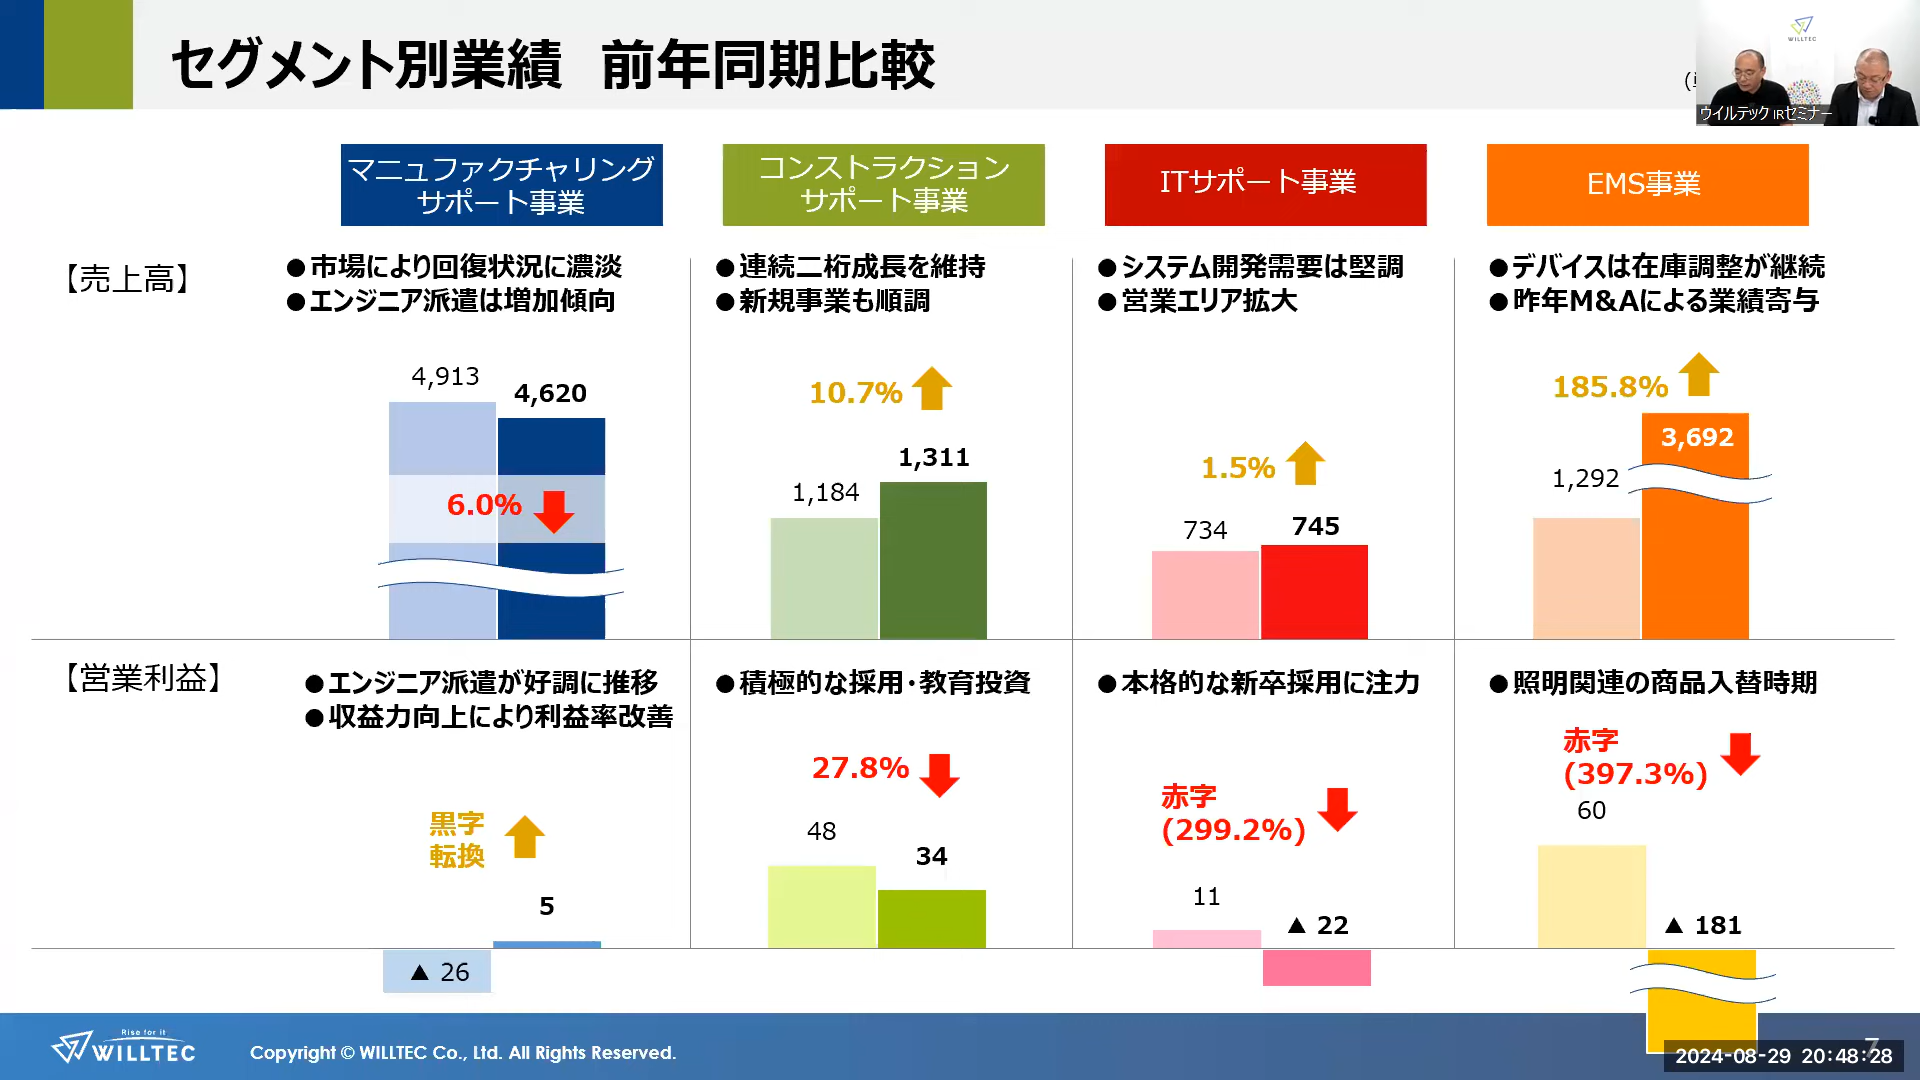 セグメント別業績　前年同期比較
WILLTEC
ウイルテック IRセミナー
マニュファクチャリング
サポート事業
コンストラクション
サポート事業
ITサポート事業
EMS事業
【売上高】
●市場により回復状況に濃淡
●エンジニア派遣は増加傾向
●連続二桁成長を維持
●新規事業も順調
●システム開発需要は堅調
●営業エリア拡大
●デバイスは在庫調整が継続
●昨年M&Aによる業績寄与
4,913
4,620
6.0%
10.7%
1,184
1,311
1.5%
734
745
185.8%
1,292
3,692
【営業利益】
●エンジニア派遣が好調に推移
●収益力向上により利益率改善
●積極的な採用・教育投資
●本格的な新卒採用に注力
●照明関連の商品入替時期
黒字
転換
5
▲ 26
27.8%
48
34
赤字
(299.2%)
11
▲ 22
赤字
(397.3%)
60
▲ 181
Rise for it
WILLTEC
Copyright © WILLTEC Co., Ltd. All Rights Reserved.
7
2024-08-29 20:48:28